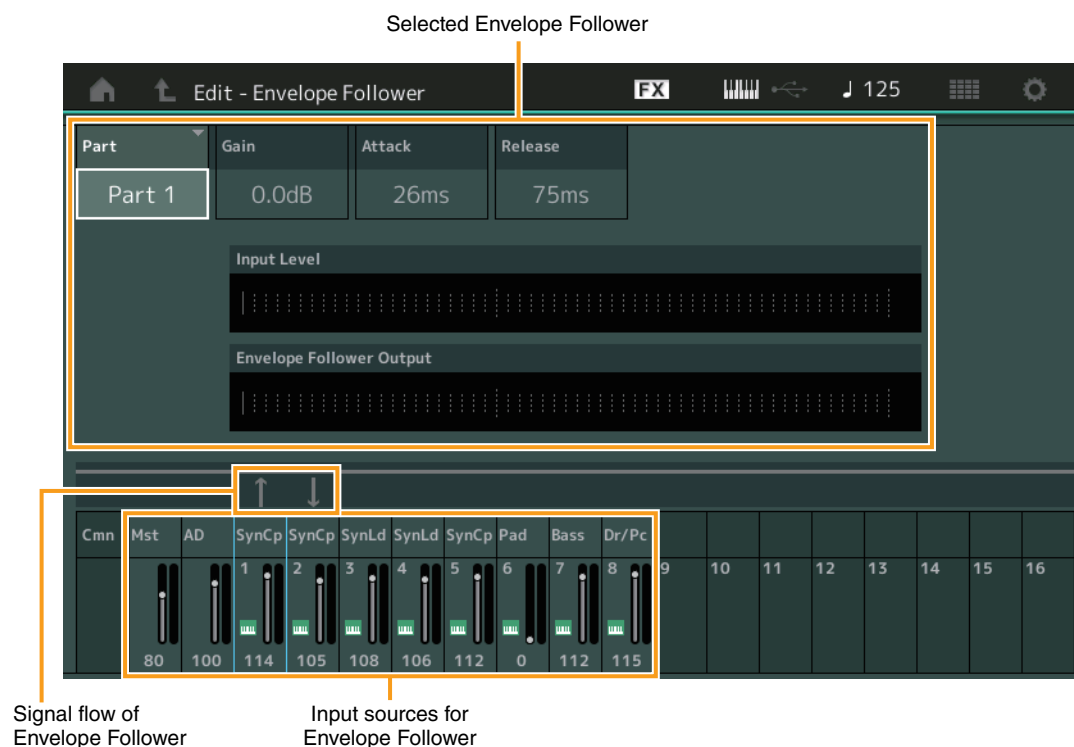 Selected Envelope Follower
Edit - Envelope Follower FX ♩ 125
Part Gain Attack Release
Part 1 0.0dB 26ms 75ms
Input Level
Envelope Follower Output
↑ ↓
Cmn Mst AD SynCp SynCp SynLd SynLd SynCp Pad Bass Dr/Pc
1 2 3 4 5 6 7 8 9 10 11 12 13 14 15 16
80 100 114 105 108 106 112 0 112 115
Signal flow of
Envelope Follower
Input sources for
Envelope Follower